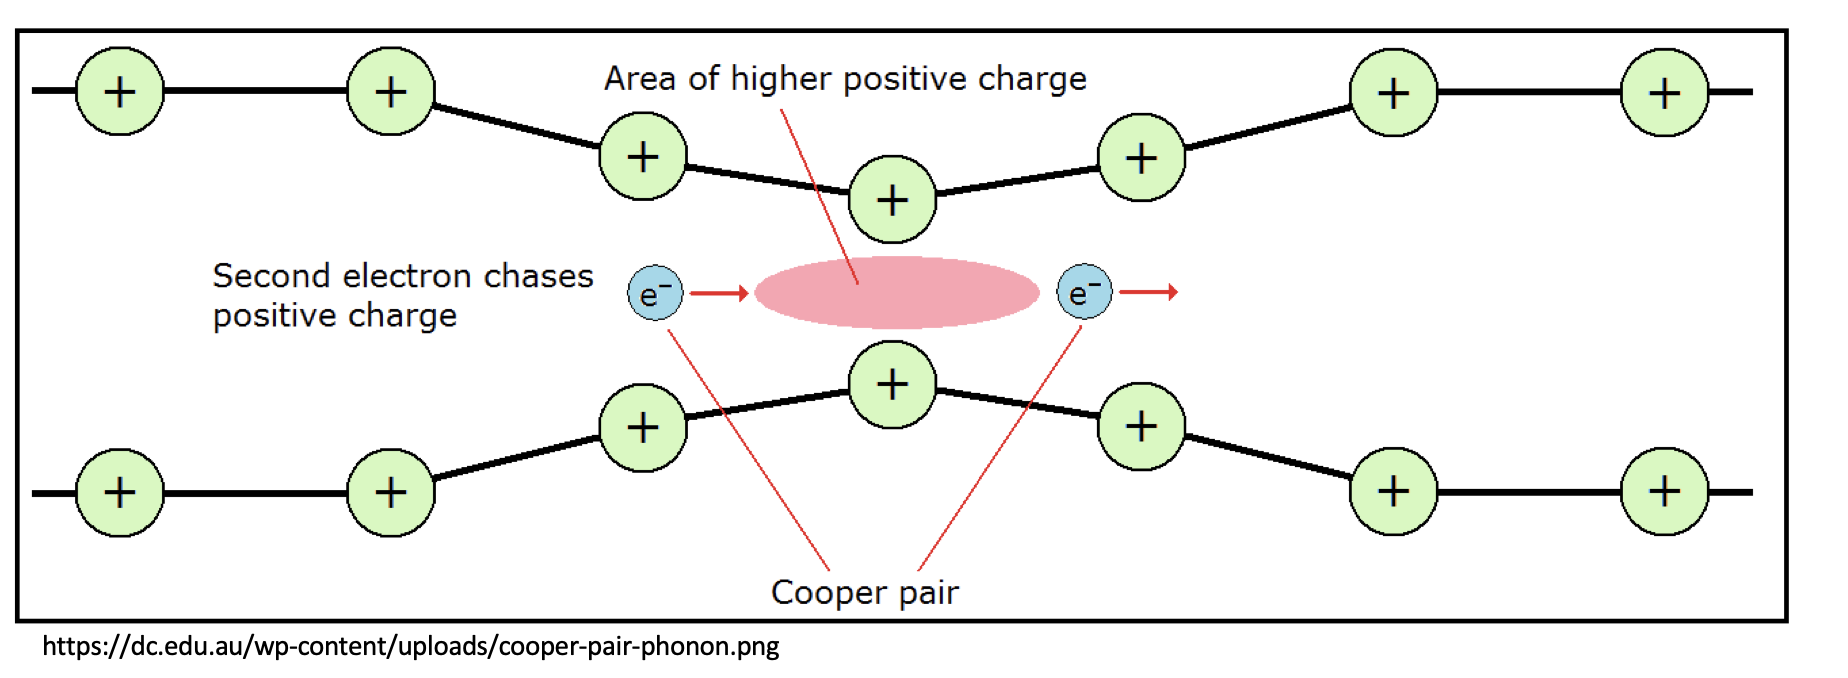 + +
Area of higher positive charge
+ +
+ +
+
Second electron chases
positive charge
e⁻ e⁻
+
+ +
+ +
+ +
Cooper pair
https://dc.edu.au/wp-content/uploads/cooper-pair-phonon.png